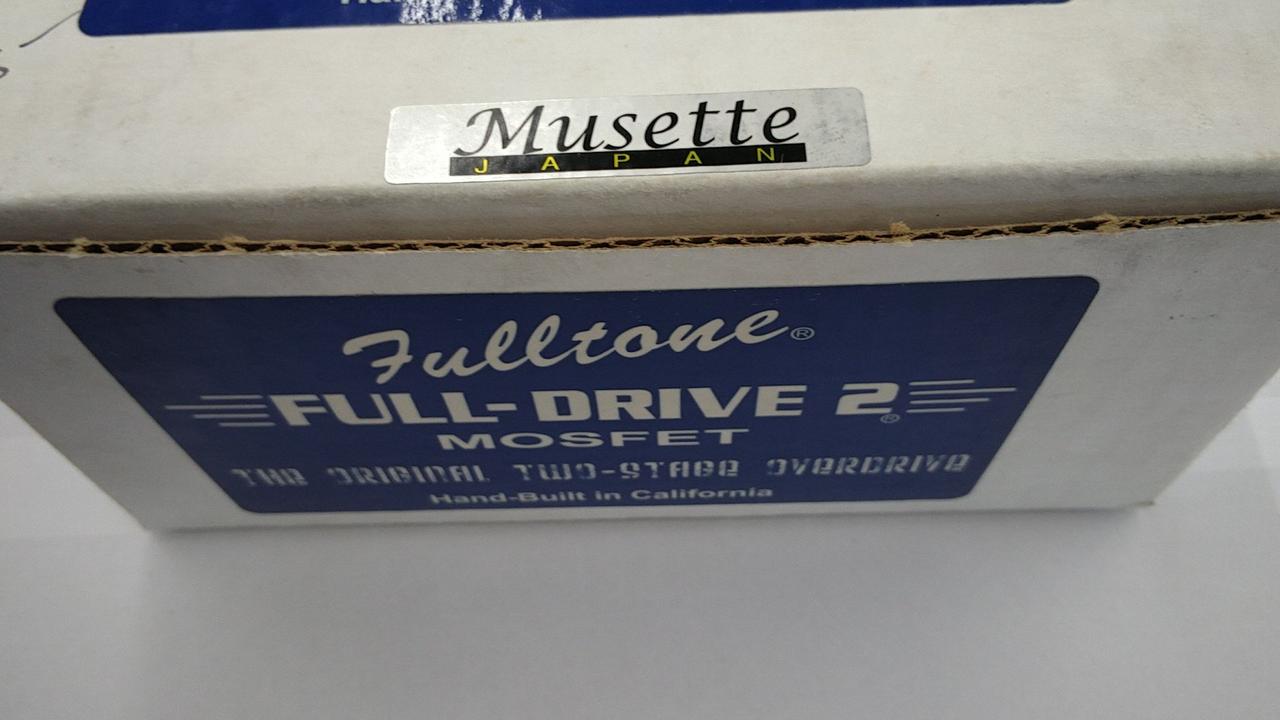 Musette
JAPAN
Fulltone®
FULL-DRIVE 2®
MOSFET
THE ORIGINAL TWO-STAGE OVERDRIVE
Hand-Built in California